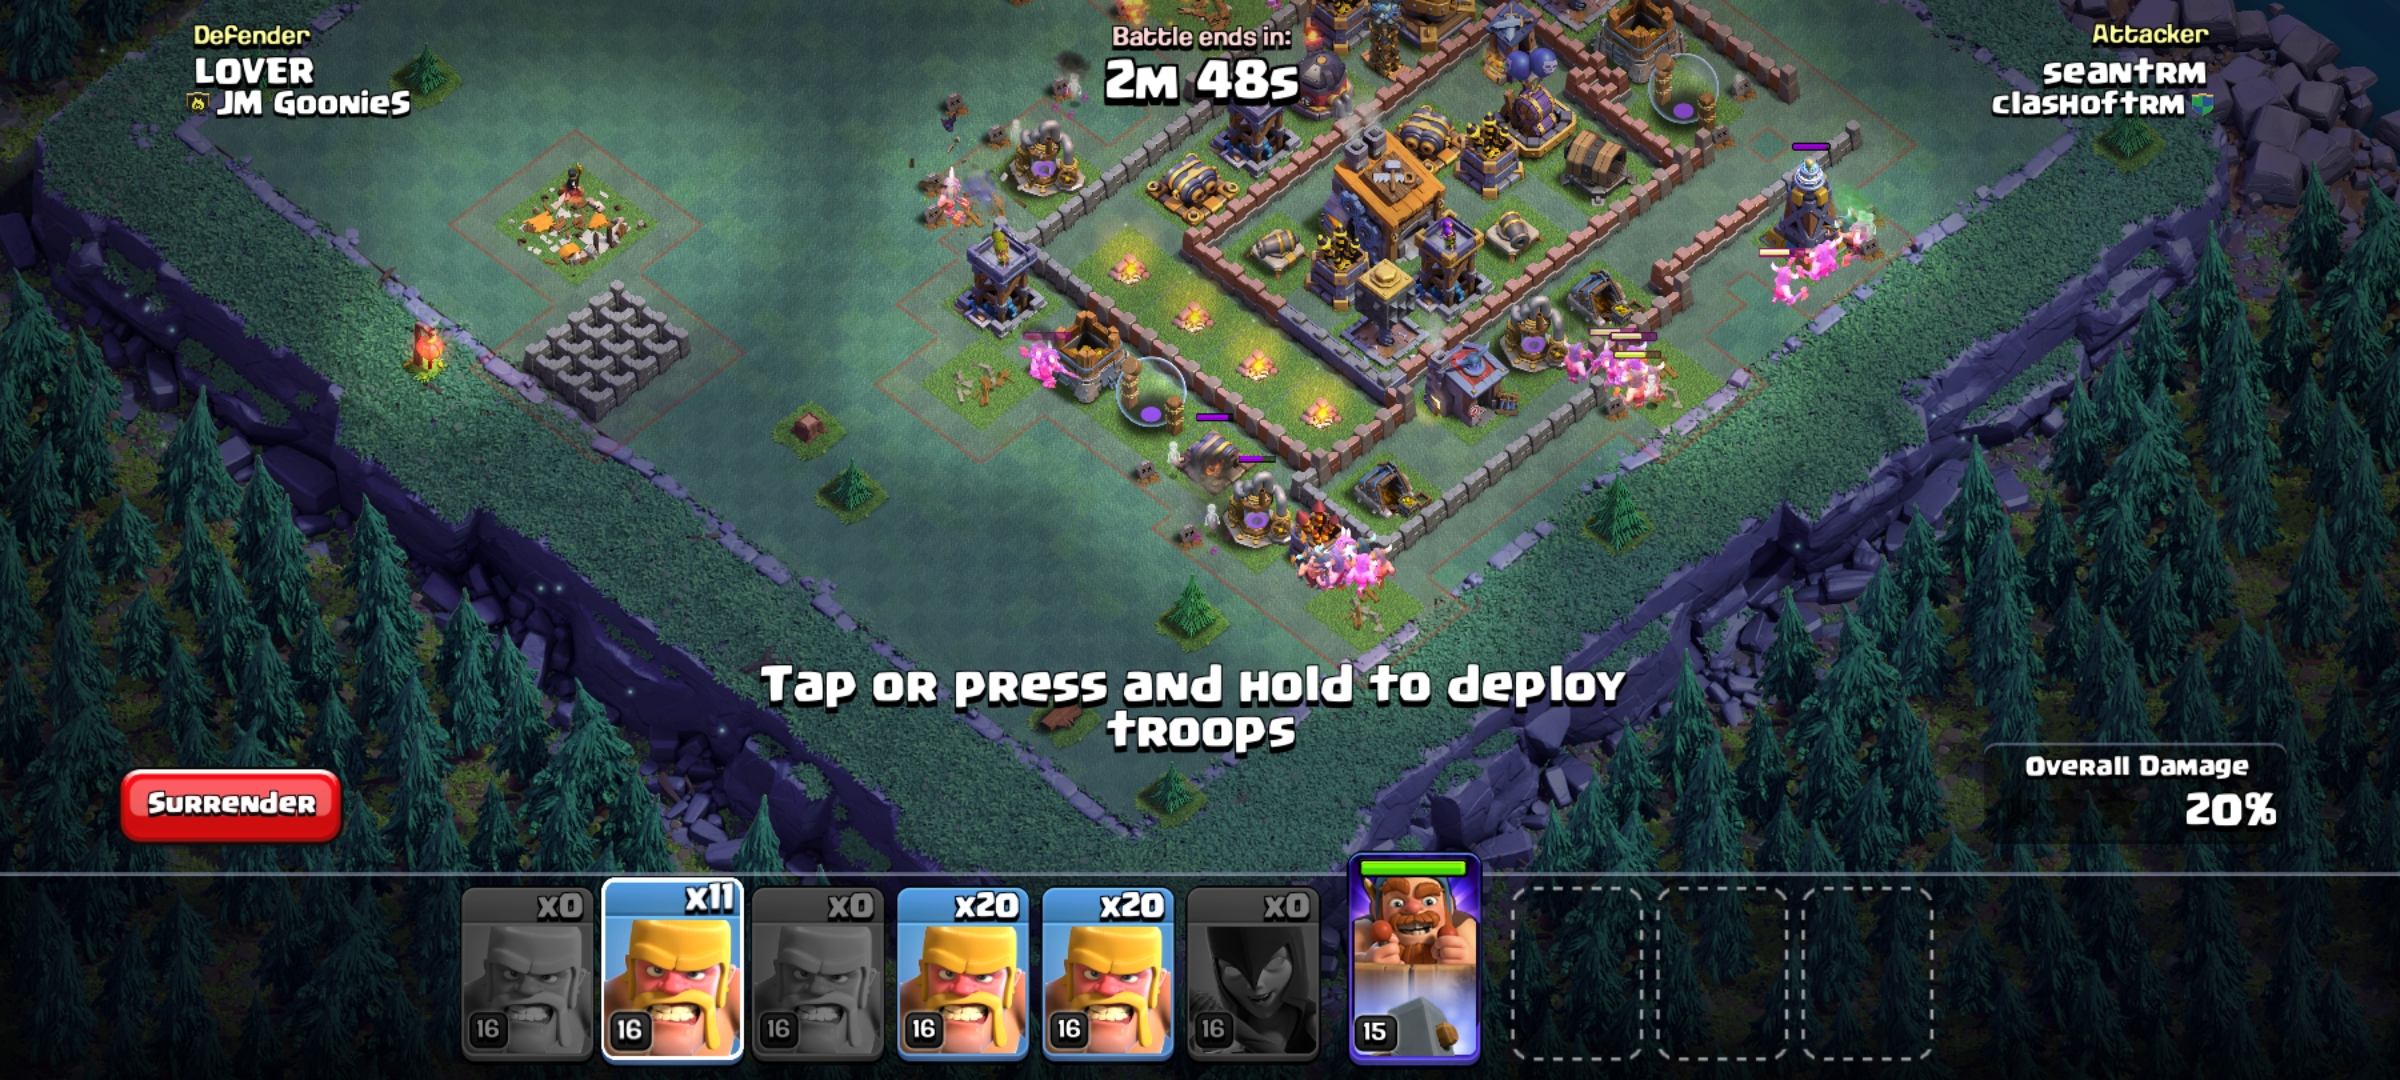 Defender
LOVER
JM Goonies
Battle ends in:
2M 48s
Attacker
seantRM
clashoftRM
Tap or press and hold to deploy
troops
Surrender
Overall Damage
20%
x0
x11
x0
x20
x20
x0
16
16
16
16
16
16
15